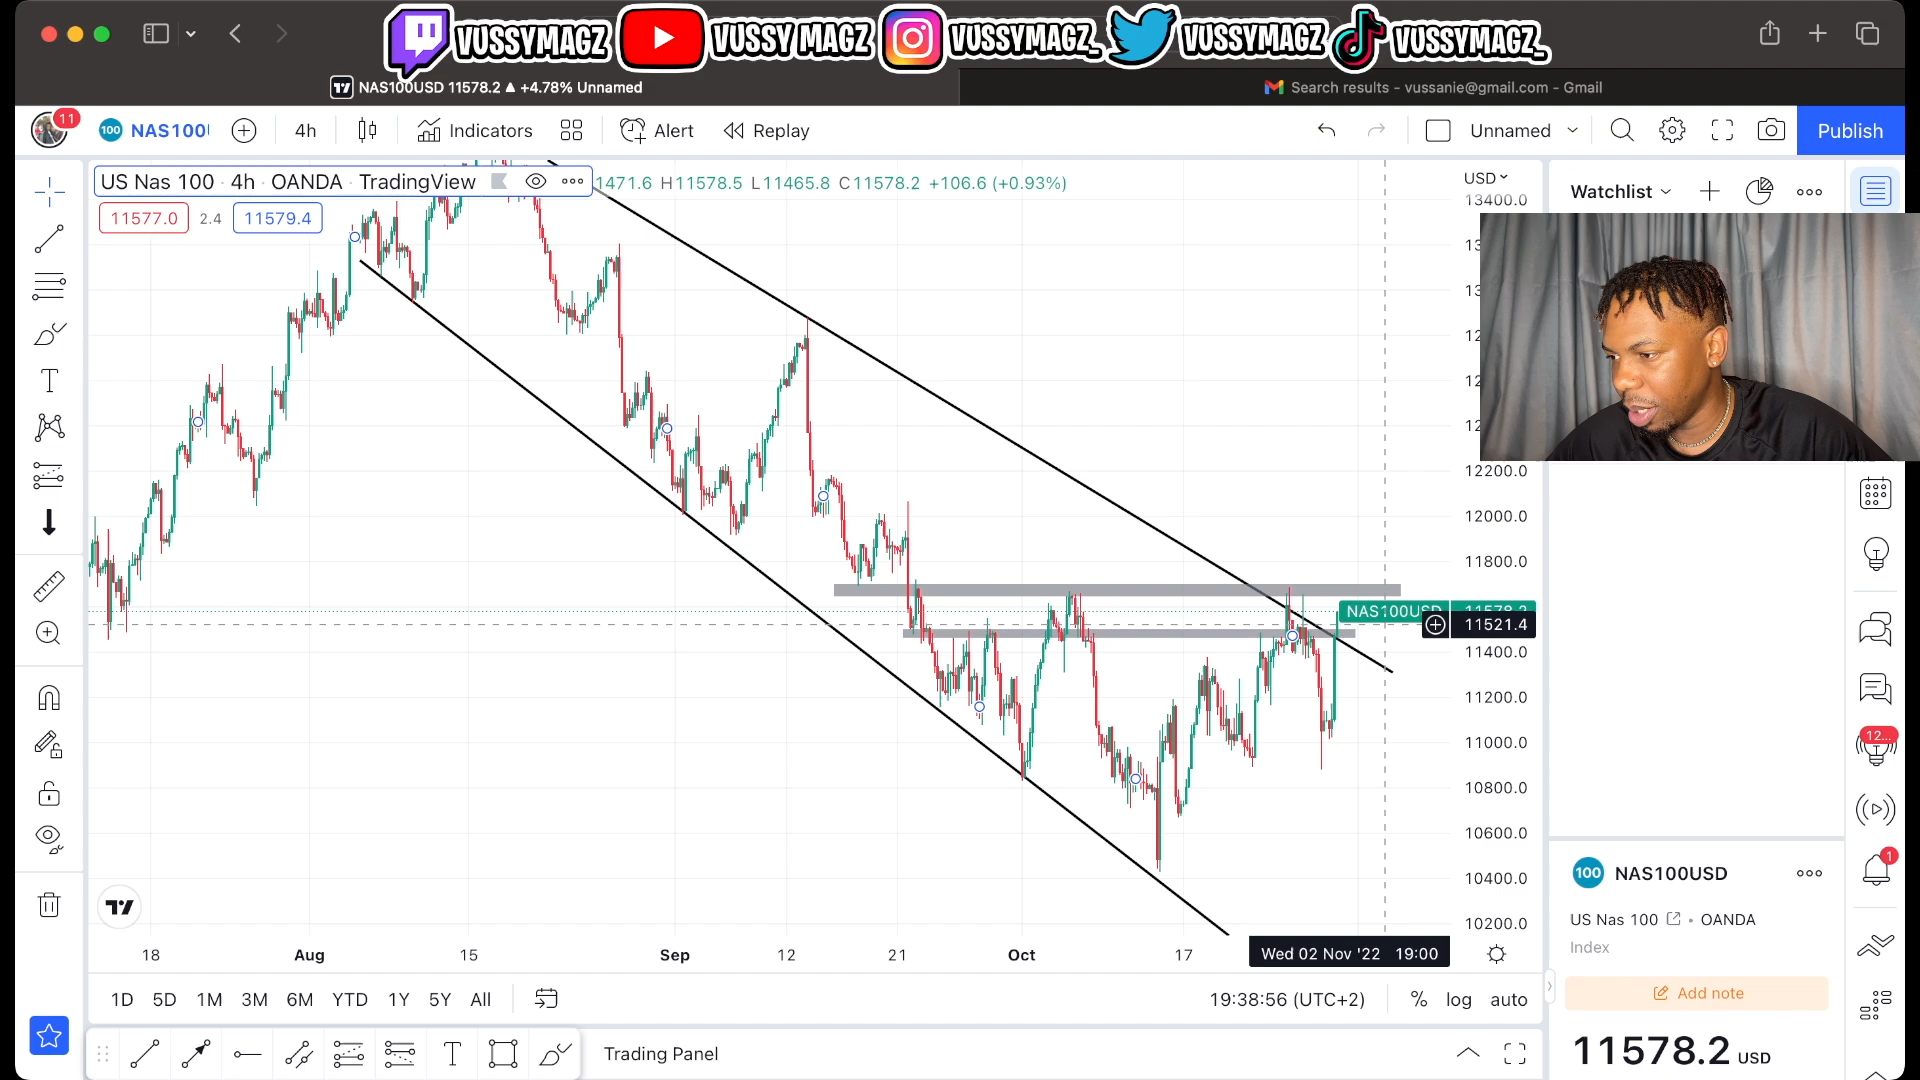 VUSSYMAGZ VUSSY MAGZ VUSSYMAGZ_ VUSSYMAGZ VUSSYMAGZ_
NAS100USD 11578.2 ▲ +4.78% Unnamed
Search results - vussanie@gmail.com - Gmail
11
100 NAS100
4h
Indicators
Alert
Replay
Unnamed
Publish
US Nas 100 · 4h · OANDA · TradingView
1471.6 H11578.5 L11465.8 C11578.2 +106.6 (+0.93%)
USD
Watchlist
11577.0 2.4 11579.4
13400.0
12200.0
12000.0
11800.0
NAS100USD 11578.2
11521.4
11400.0
11200.0
11000.0
10800.0
10600.0
10400.0
10200.0
12...
1
18 Aug 15 Sep 12 21 Oct 17
Wed 02 Nov '22 19:00
1D 5D 1M 3M 6M YTD 1Y 5Y All
19:38:56 (UTC+2)
% log auto
Trading Panel
100 NAS100USD
US Nas 100 • OANDA
Index
Add note
11578.2 USD